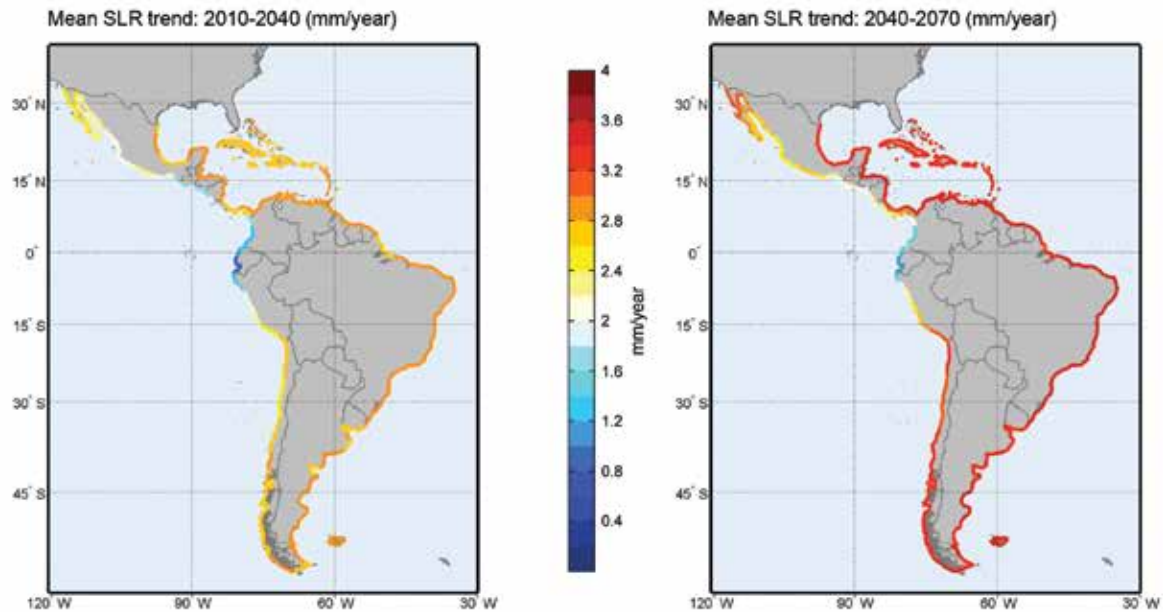 Mean SLR trend: 2010-2040 (mm/year)
30° N
15° N
0°
15° S
30° S
45° S
120° W
90° W
60° W
30° W
4
3.6
3.2
2.8
2.4
2
1.6
1.2
0.8
0.4
mm/year
Mean SLR trend: 2040-2070 (mm/year)
30° N
15° N
0°
15° S
30° S
45° S
120° W
90° W
60° W
30° W